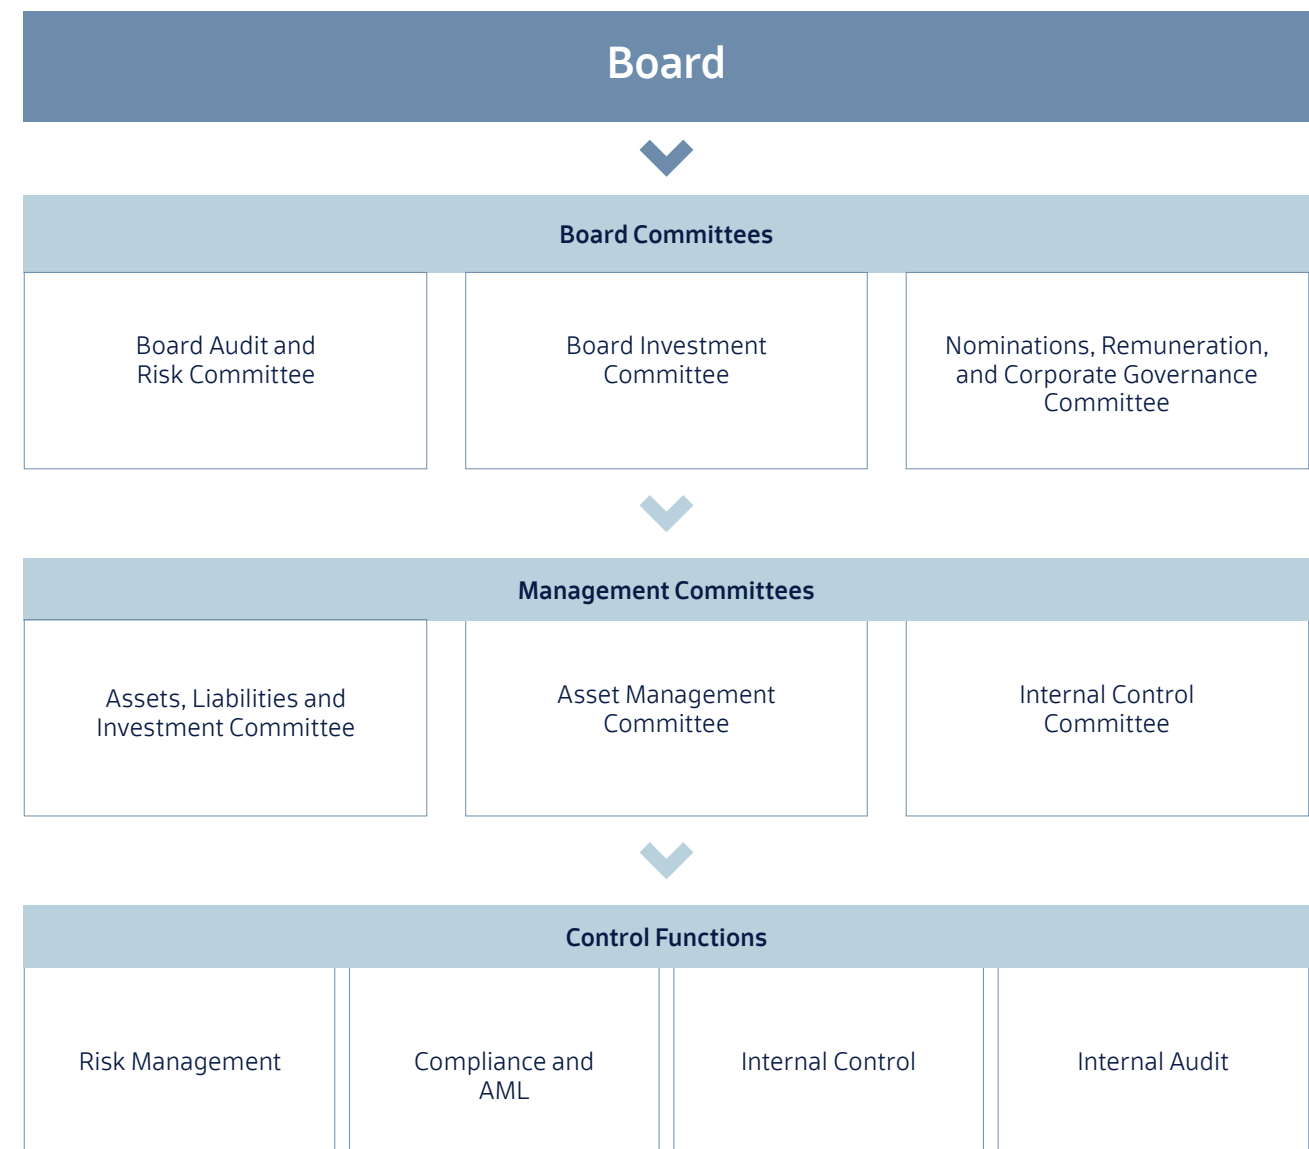 Board
Board Committees
Board Audit and
Risk Committee
Board Investment
Committee
Nominations, Remuneration,
and Corporate Governance
Committee
Management Committees
Assets, Liabilities and
Investment Committee
Asset Management
Committee
Internal Control
Committee
Control Functions
Risk Management
Compliance and
AML
Internal Control
Internal Audit